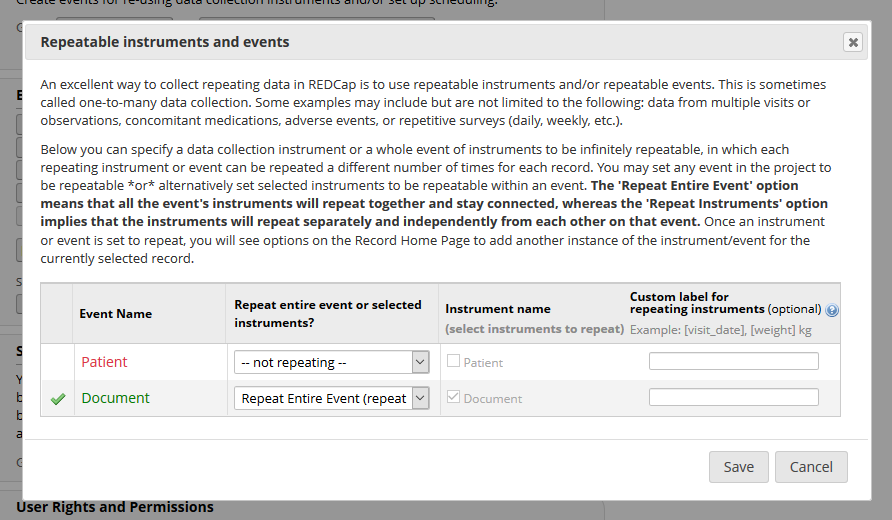 Create events for re-using data collection instruments and/or set up scheduling.
Repeatable instruments and events
An excellent way to collect repeating data in REDCap is to use repeatable instruments and/or repeatable events. This is sometimes
called one-to-many data collection. Some examples may include but are not limited to the following: data from multiple visits or
observations, concomitant medications, adverse events, or repetitive surveys (daily, weekly, etc.).
Below you can specify a data collection instrument or a whole event of instruments to be infinitely repeatable, in which each
repeating instrument or event can be repeated a different number of times for each record. You may set any event in the project to
be repeatable *or* alternatively set selected instruments to be repeatable within an event. The 'Repeat Entire Event' option
means that all the event's instruments will repeat together and stay connected, whereas the 'Repeat Instruments' option
implies that the instruments will repeat separately and independently from each other on that event. Once an instrument
or event is set to repeat, you will see options on the Record Home Page to add another instance of the instrument/event for the
currently selected record.
Event Name
Repeat entire event or selected
instruments?
Instrument name
(select instruments to repeat)
Custom label for
repeating instruments (optional) ?
Example: [visit_date], [weight] kg
Patient
-- not repeating --
Patient
Document
Repeat Entire Event (repeat
Document
Save
Cancel
User Rights and Permissions